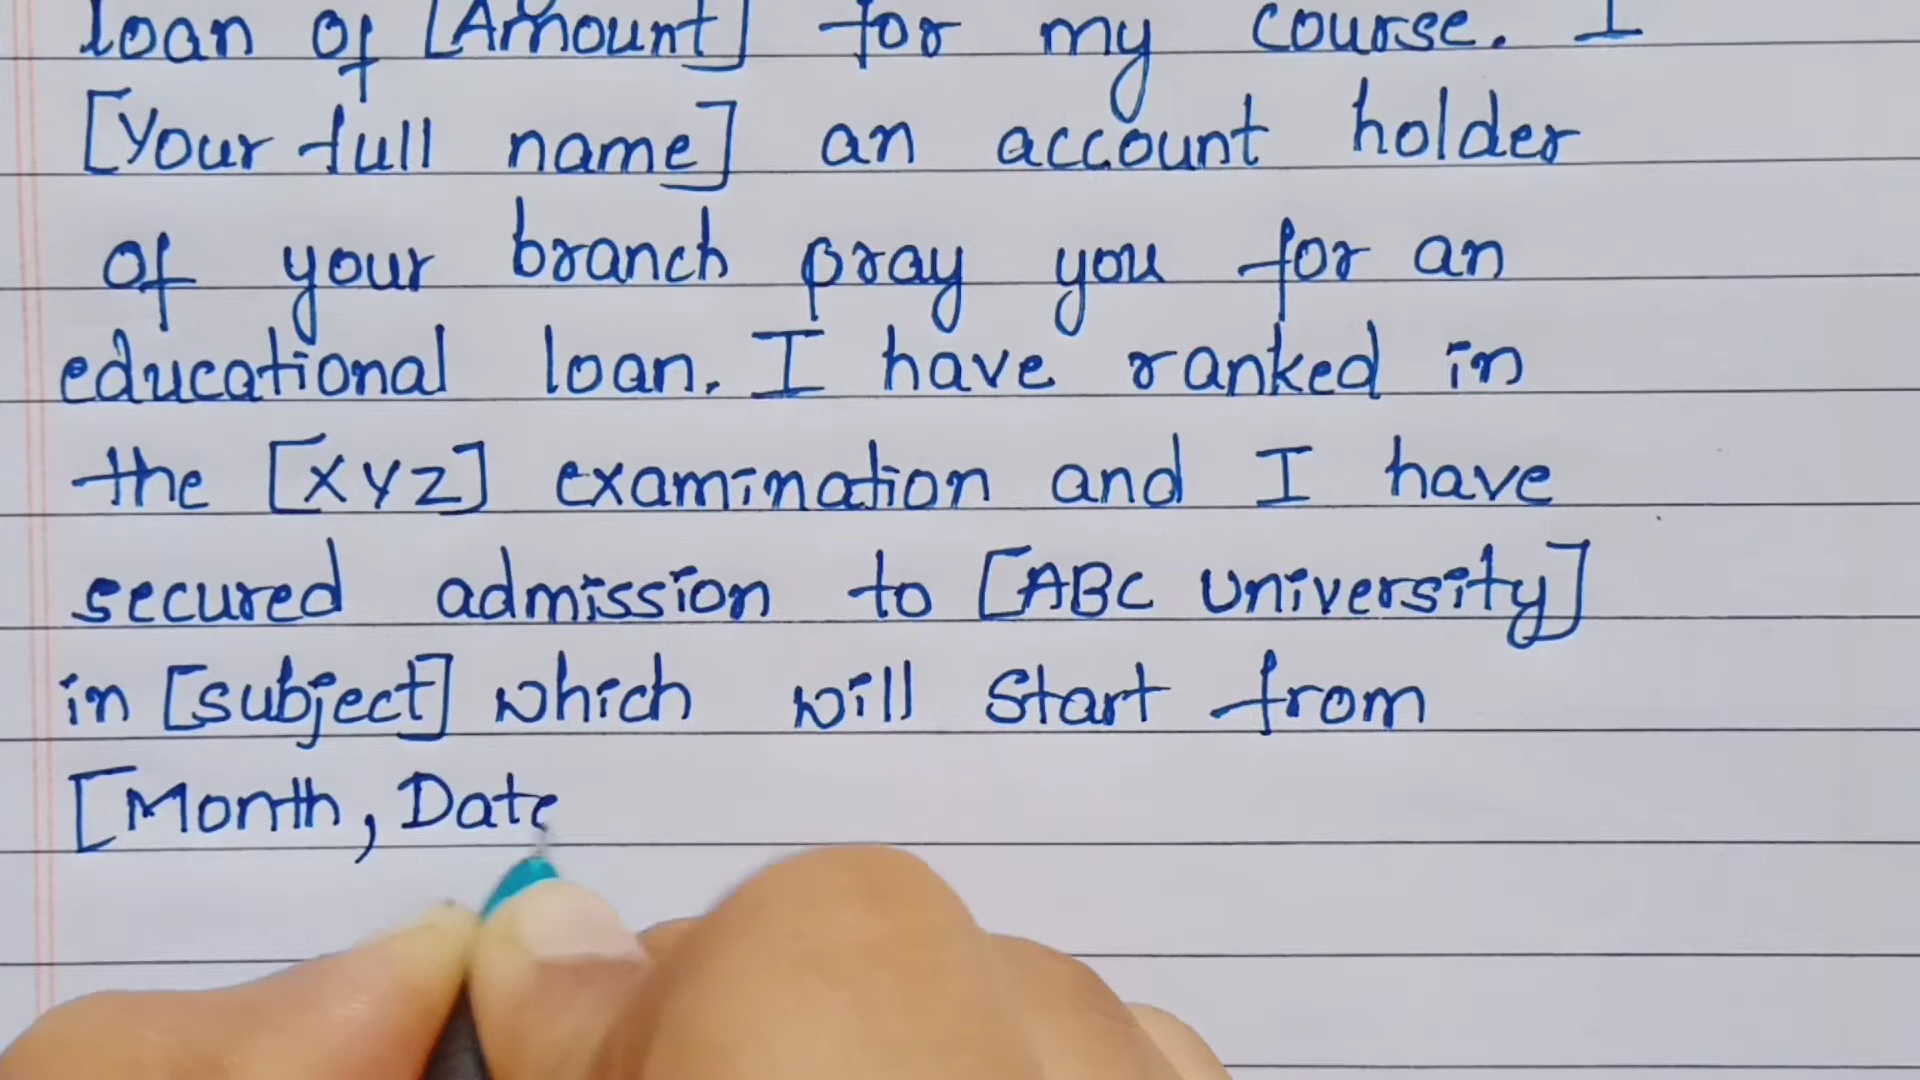 loan of [Amount] for my course. I
[Your full name] an account holder
of your branch pray you for an
educational loan. I have ranked in
the [XYZ] examination and I have
secured admission to [ABC University]
in [subject] which will start from
[Month, Date